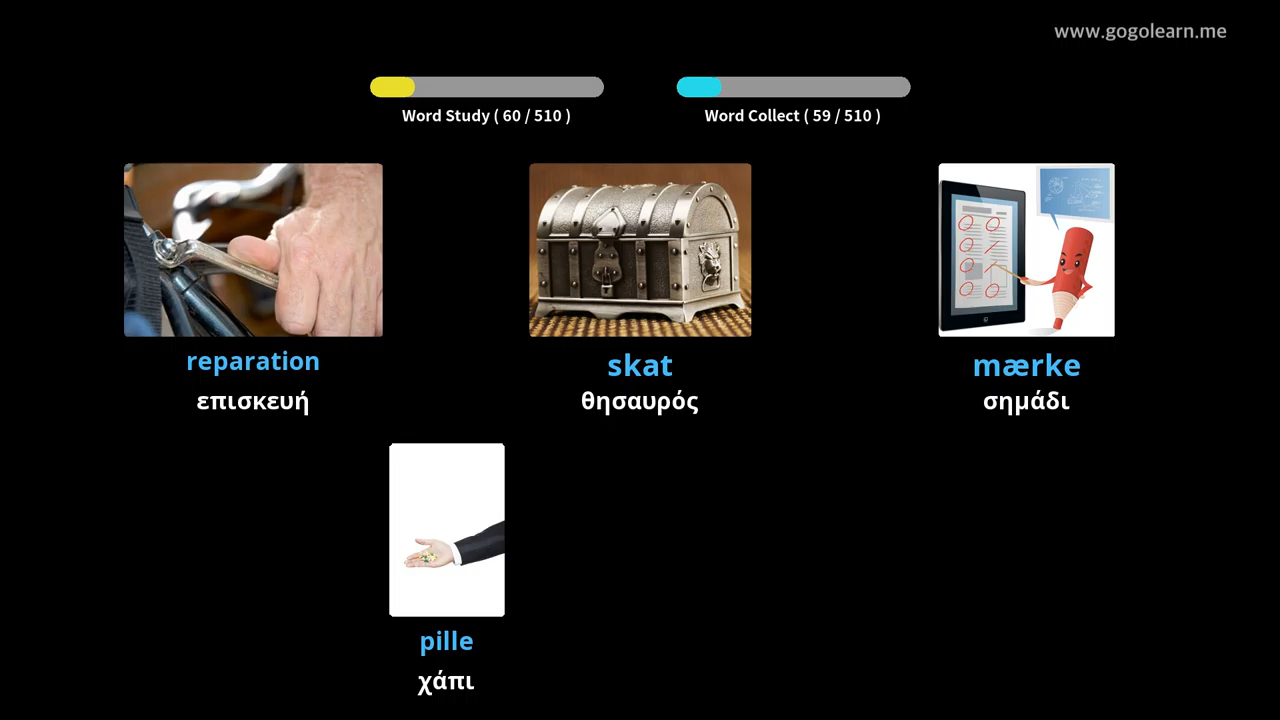 www.gogolearn.me
Word Study ( 60 / 510 )
Word Collect ( 59 / 510 )
reparation
επισκευή
skat
θησαυρός
mærke
σημάδι
pille
χάπι